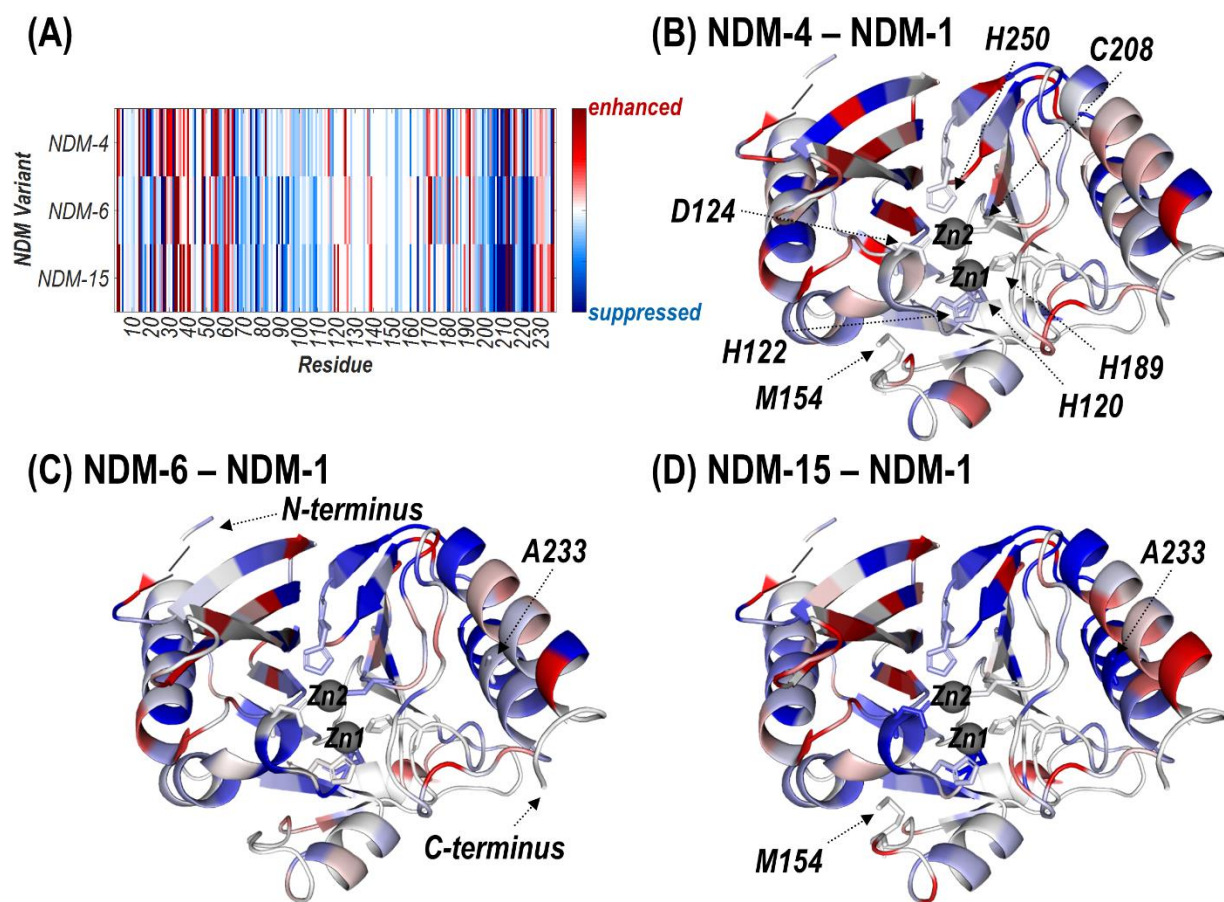 (A)
NDM Variant
NDM-4
NDM-6
NDM-15
10
20
30
40
50
60
70
80
90
100
110
120
130
140
150
160
170
180
190
200
210
220
230
Residue
enhanced
suppressed
(B) NDM-4 – NDM-1
H250
C208
D124
Zn2
Zn1
H122
M154
H189
H120
(C) NDM-6 – NDM-1
N-terminus
A233
Zn2
Zn1
C-terminus
(D) NDM-15 – NDM-1
A233
Zn2
Zn1
M154